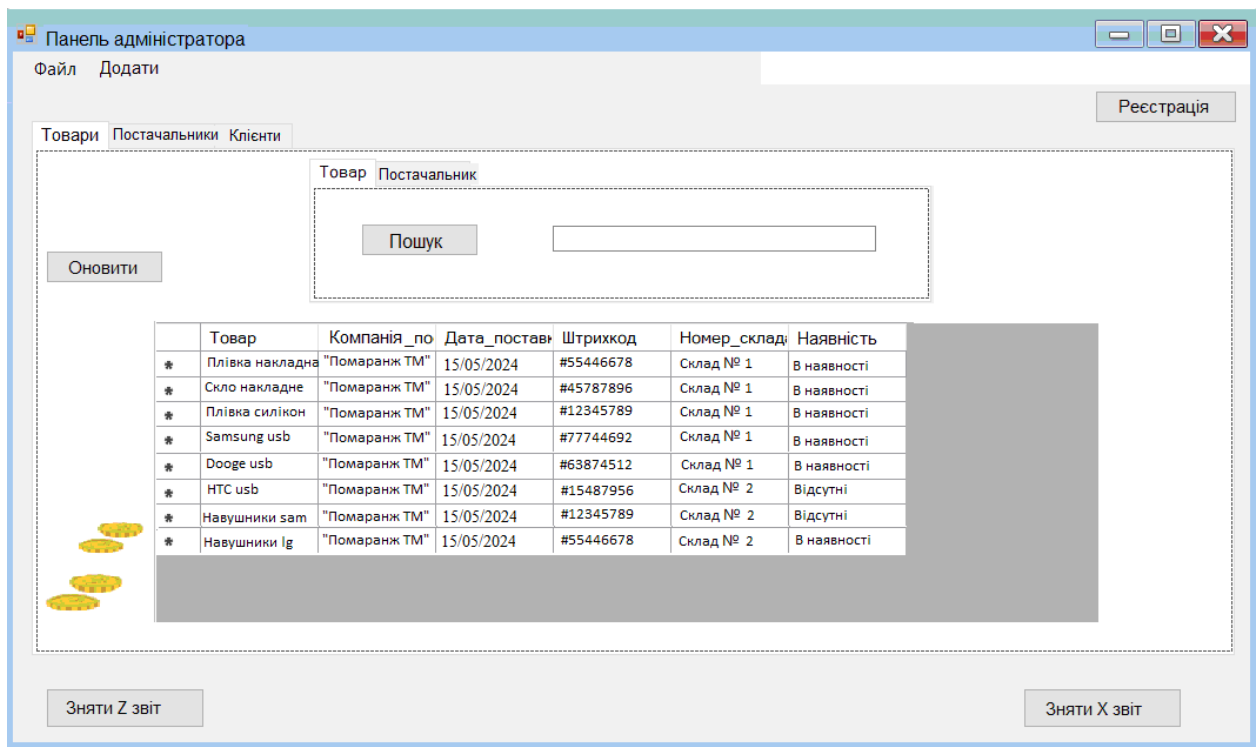 Панель адміністратора
Файл Додати
Реєстрація
Товари Постачальники Клієнти
Товар Постачальник
Пошук
Оновити
Товар Компанія_по Дата_поставк Штрихкод Номер_склад Наявність
* Плівка накладна "Помаранж ТМ" 15/05/2024 #55446678 Склад № 1 В наявності
* Скло накладне "Помаранж ТМ" 15/05/2024 #45787896 Склад № 1 В наявності
* Плівка силікон "Помаранж ТМ" 15/05/2024 #12345789 Склад № 1 В наявності
* Samsung usb "Помаранж ТМ" 15/05/2024 #77744692 Склад № 1 В наявності
* Dooge usb "Помаранж ТМ" 15/05/2024 #63874512 Склад № 1 В наявності
* HTC usb "Помаранж ТМ" 15/05/2024 #15487956 Склад № 2 Відсутні
* Навушники sam "Помаранж ТМ" 15/05/2024 #12345789 Склад № 2 Відсутні
* Навушники lg "Помаранж ТМ" 15/05/2024 #55446678 Склад № 2 В наявності
Зняти Z звіт Зняти X звіт